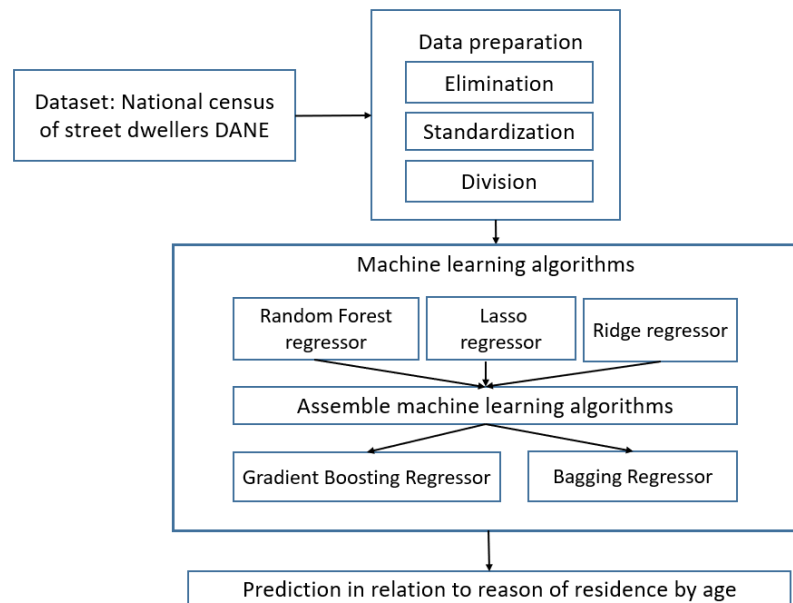 Data preparation
Dataset: National census
of street dwellers DANE
Elimination
Standardization
Division
Machine learning algorithms
Random Forest
regressor
Lasso
regressor
Ridge regressor
Assemble machine learning algorithms
Gradient Boosting Regressor
Bagging Regressor
Prediction in relation to reason of residence by age